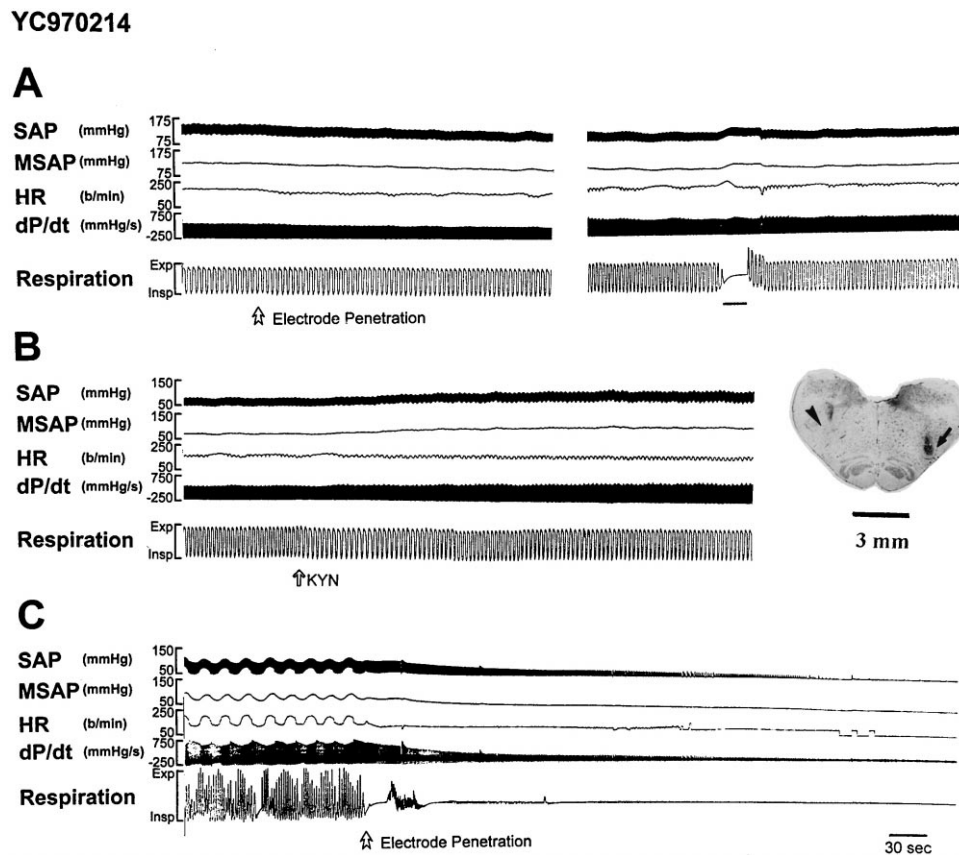 YC970214
A
SAP (mmHg) 175 75
MSAP (mmHg) 175 75
HR (b/min) 250 50
dP/dt (mmHg/s) 750 -250
Respiration Exp Insp
Electrode Penetration
B
SAP (mmHg) 150 50
MSAP (mmHg) 150 50
HR (b/min) 250 50
dP/dt (mmHg/s) 750 -250
Respiration Exp Insp
KYN
3 mm
C
SAP (mmHg) 150 50
MSAP (mmHg) 150 50
HR (b/min) 250 50
dP/dt (mmHg/s) 750 -250
Respiration Exp Insp
Electrode Penetration
30 sec